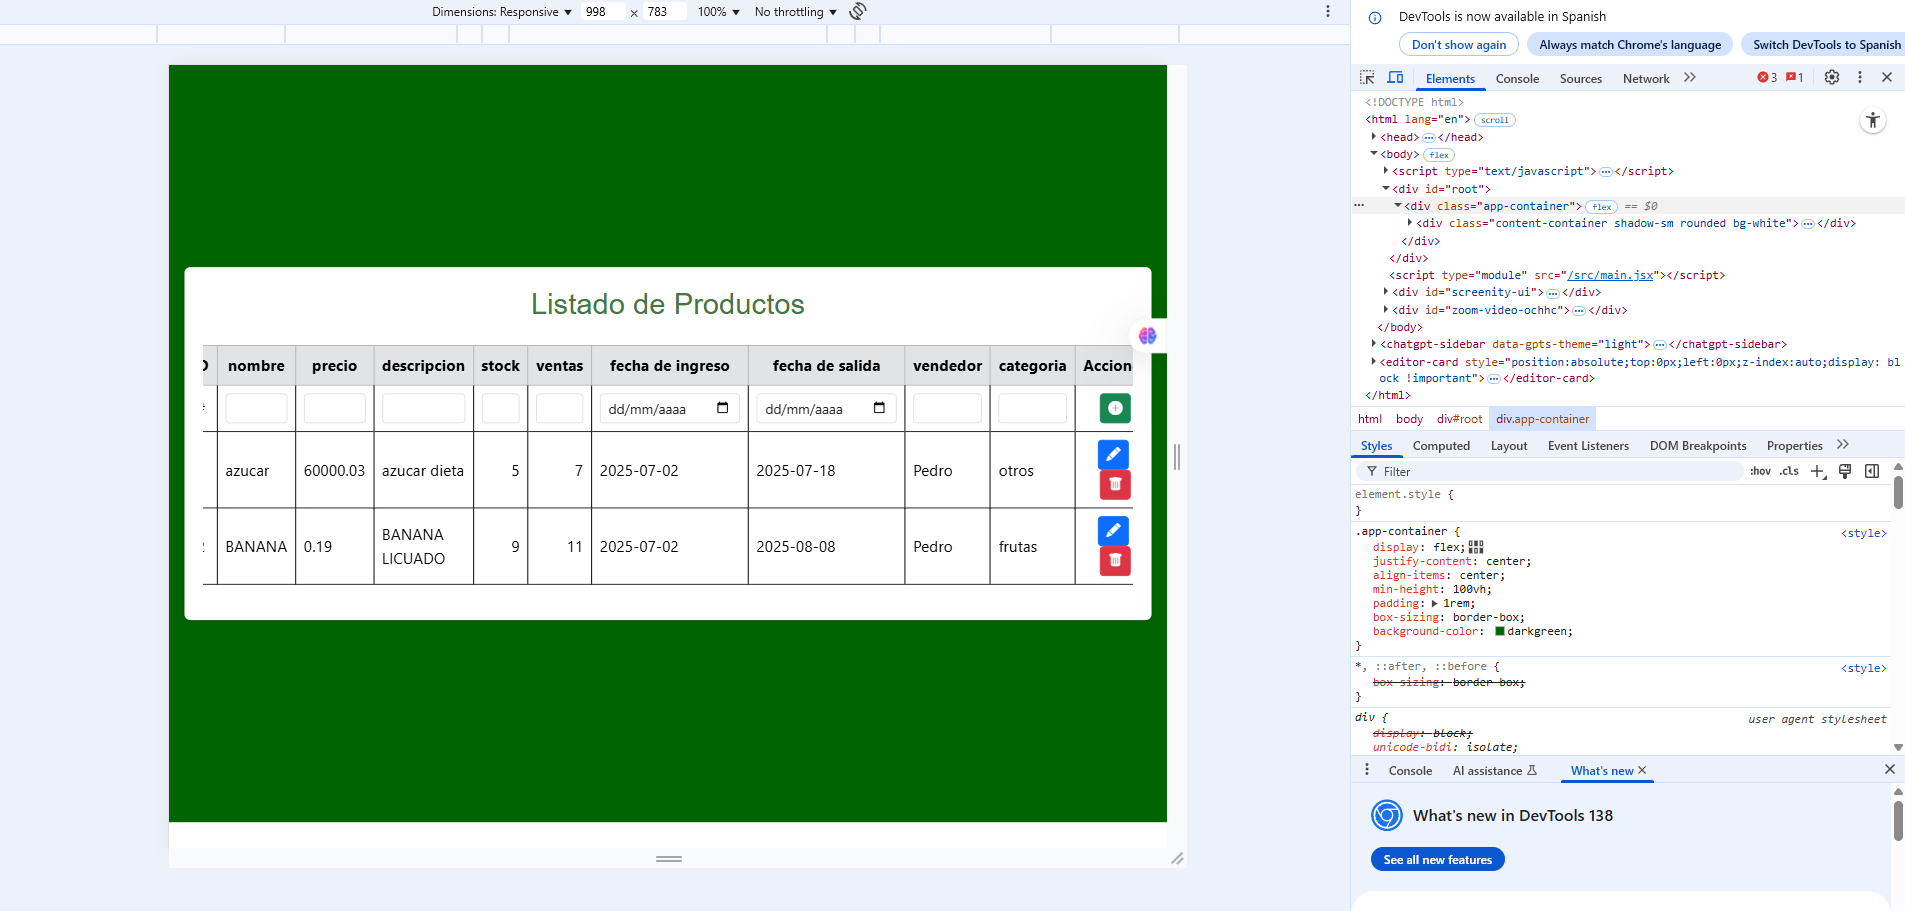 Dimensions: Responsive 998 × 783 100% No throttling
DevTools is now available in Spanish
Don't show again Always match Chrome's language Switch DevTools to Spanish
Elements Console Sources Network 3 1
<!DOCTYPE html>
<html lang="en"> scroll
<head> </head>
<body> flex
<script type="text/javascript"> </script>
<div id="root">
<div class="app-container"> flex == $0
<div class="content-container shadow-sm rounded bg-white"> </div>
</div>
</div>
<script type="module" src="/src/main.jsx"></script>
<div id="screenity-ui"> </div>
<div id="zoom-video-ochhc"> </div>
</body>
<chatgpt-sidebar data-gpts-theme="light"> </chatgpt-sidebar>
<editor-card style="position:absolute;top:0px;left:0px;z-index:auto;display: bl
ock !important"> </editor-card>
</html>
html body div#root div.app-container
Styles Computed Layout Event Listeners DOM Breakpoints Properties
Filter :hov .cls
element.style {
}
.app-container { <style>
display: flex;
justify-content: center;
align-items: center;
min-height: 100vh;
padding: 1rem;
box-sizing: border-box;
background-color: darkgreen;
}
*, ::after, ::before { <style>
box-sizing: border-box;
}
div { user agent stylesheet
display: block;
unicode-bidi: isolate;
Console AI assistance What's new
What's new in DevTools 138
See all new features
Listado de Productos
nombre precio descripcion stock ventas fecha de ingreso fecha de salida vendedor categoria Accion
dd/mm/aaaa dd/mm/aaaa
azucar 60000.03 azucar dieta 5 7 2025-07-02 2025-07-18 Pedro otros
BANANA 0.19 BANANA LICUADO 9 11 2025-07-02 2025-08-08 Pedro frutas